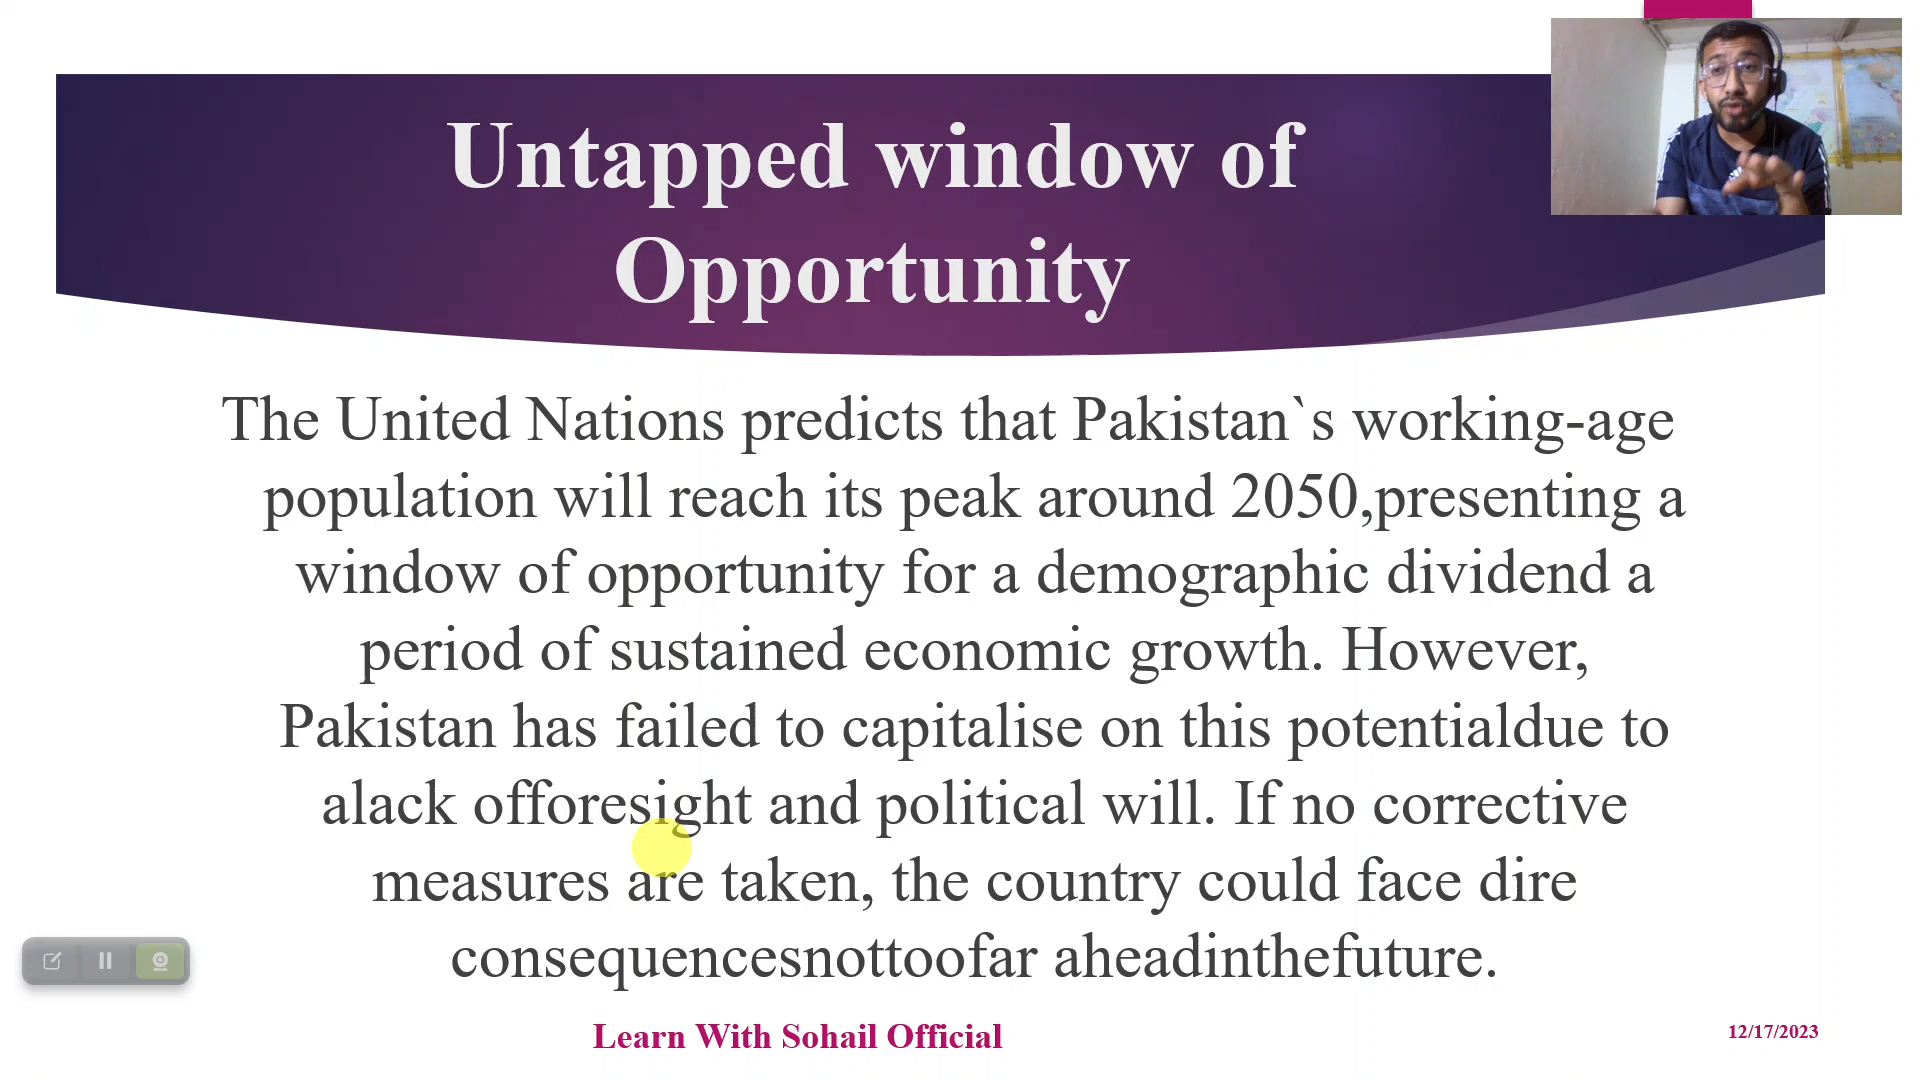 Untapped window of
Opportunity
The United Nations predicts that Pakistan`s working-age
population will reach its peak around 2050,presenting a
window of opportunity for a demographic dividend a
period of sustained economic growth. However,
Pakistan has failed to capitalise on this potentialdue to
alack offoresight and political will. If no corrective
measures are taken, the country could face dire
consequencesnottoofar aheadinthefuture.
Learn With Sohail Official
12/17/2023